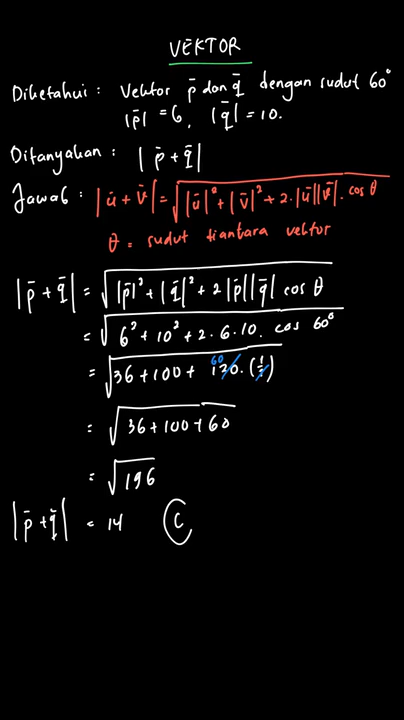 VEKTOR
Diketahui : Vektor p̄ dan q̄ dengan sudut 60°
|p̄| = 6, |q̄| = 10.
Ditanyakan : |p̄ + q̄|
Jawab : |ū + v̄| = √(|ū|² + |v̄|² + 2.|ū||v̄|. cos θ)
θ = sudut diantara vektor
|p̄ + q̄| = √(|p̄|² + |q̄|² + 2|p̄||q̄| cos θ)
= √(6² + 10² + 2.6.10. cos 60°)
60
= √(36 + 100 + 120.(1/2))
= √(36 + 100 + 60)
= √196
|p̄ + q̄| = 14 C